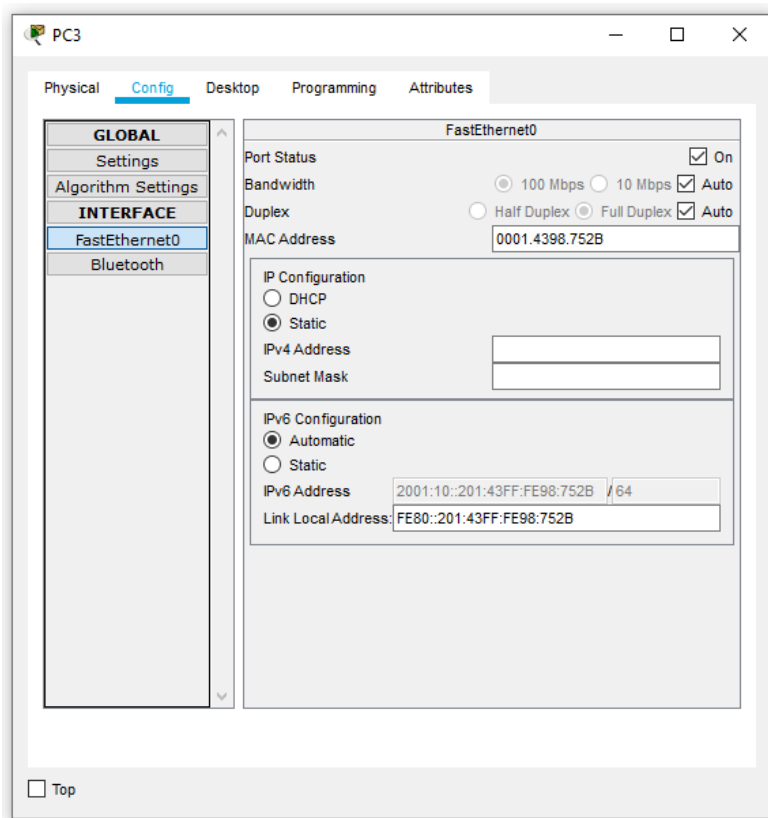 PC3
Physical Config Desktop Programming Attributes
GLOBAL
Settings
Algorithm Settings
INTERFACE
FastEthernet0
Bluetooth
FastEthernet0
Port Status On
Bandwidth 100 Mbps 10 Mbps Auto
Duplex Half Duplex Full Duplex Auto
MAC Address 0001.4398.752B
IP Configuration
DHCP
Static
IPv4 Address
Subnet Mask
IPv6 Configuration
Automatic
Static
IPv6 Address 2001:10::201:43FF:FE98:752B / 64
Link Local Address: FE80::201:43FF:FE98:752B
Top